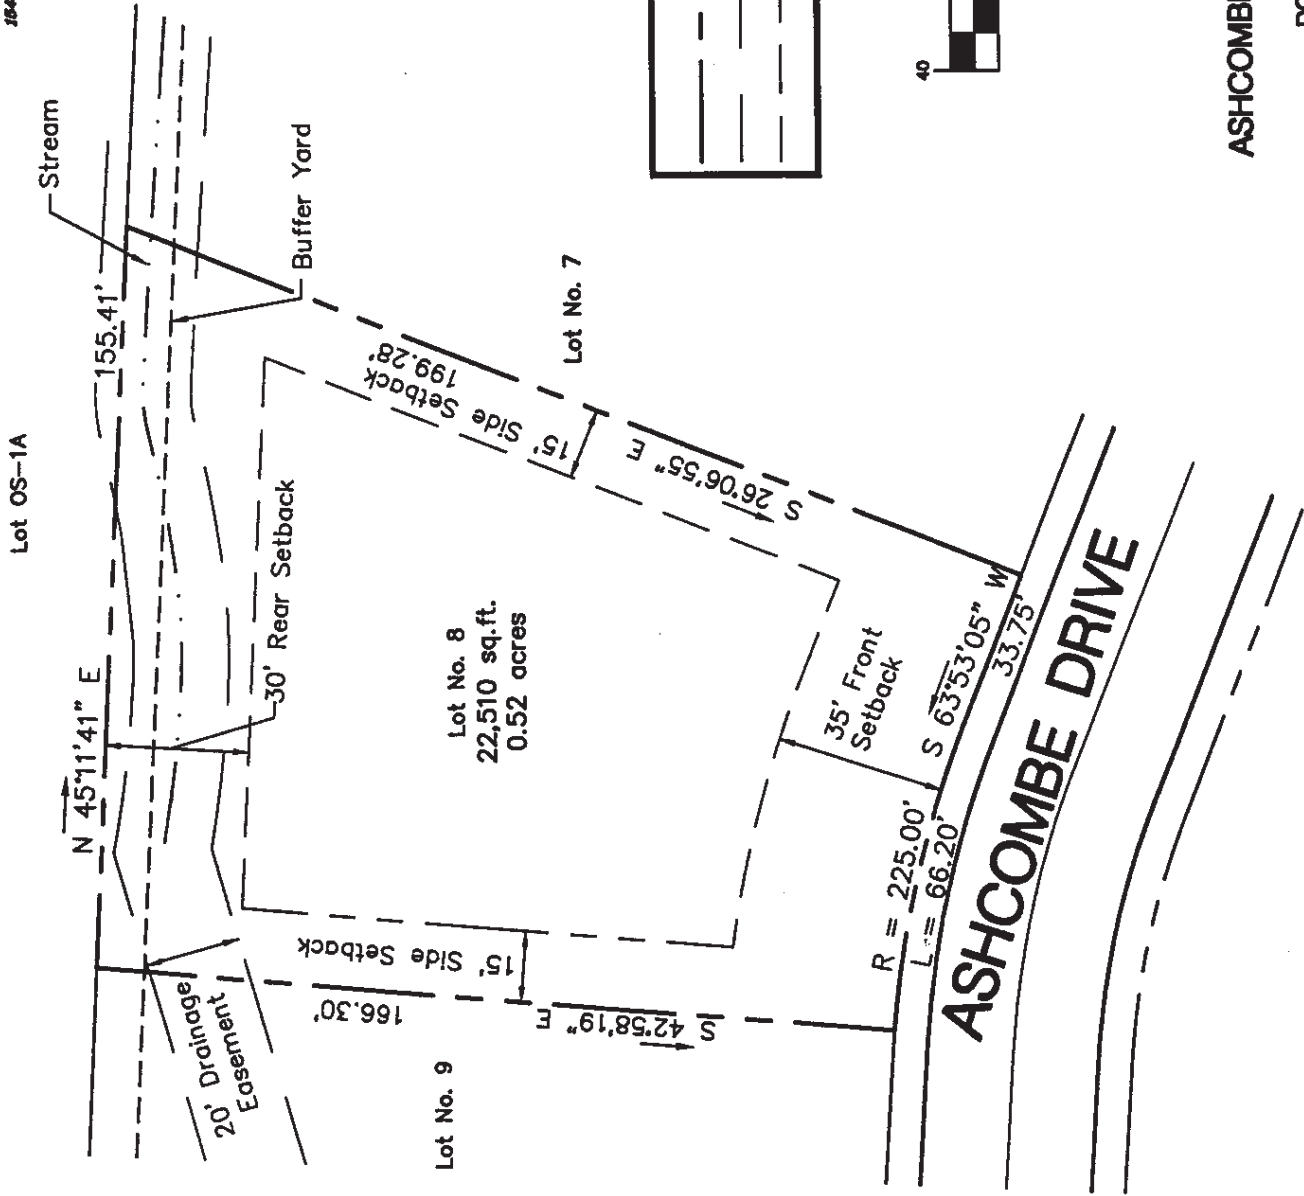 184
Stream
Lot OS-1A
155.41'
N 45°11'41" E
Buffer Yard
Lot No. 7
199.28'
15' Side Setback
S 26°06'55" E
30' Rear Setback
Lot No. 8
22,510 sq.ft.
0.52 acres
35' Front
Setback
S 63°53'05" W
33.75'
R = 225.00'
L = 66.20'
ASHCOMBE DRIVE
15' Side Setback
166.30'
S 42°58'19" E
20' Drainage
Easement
Lot No. 9
40
ASHCOMBE